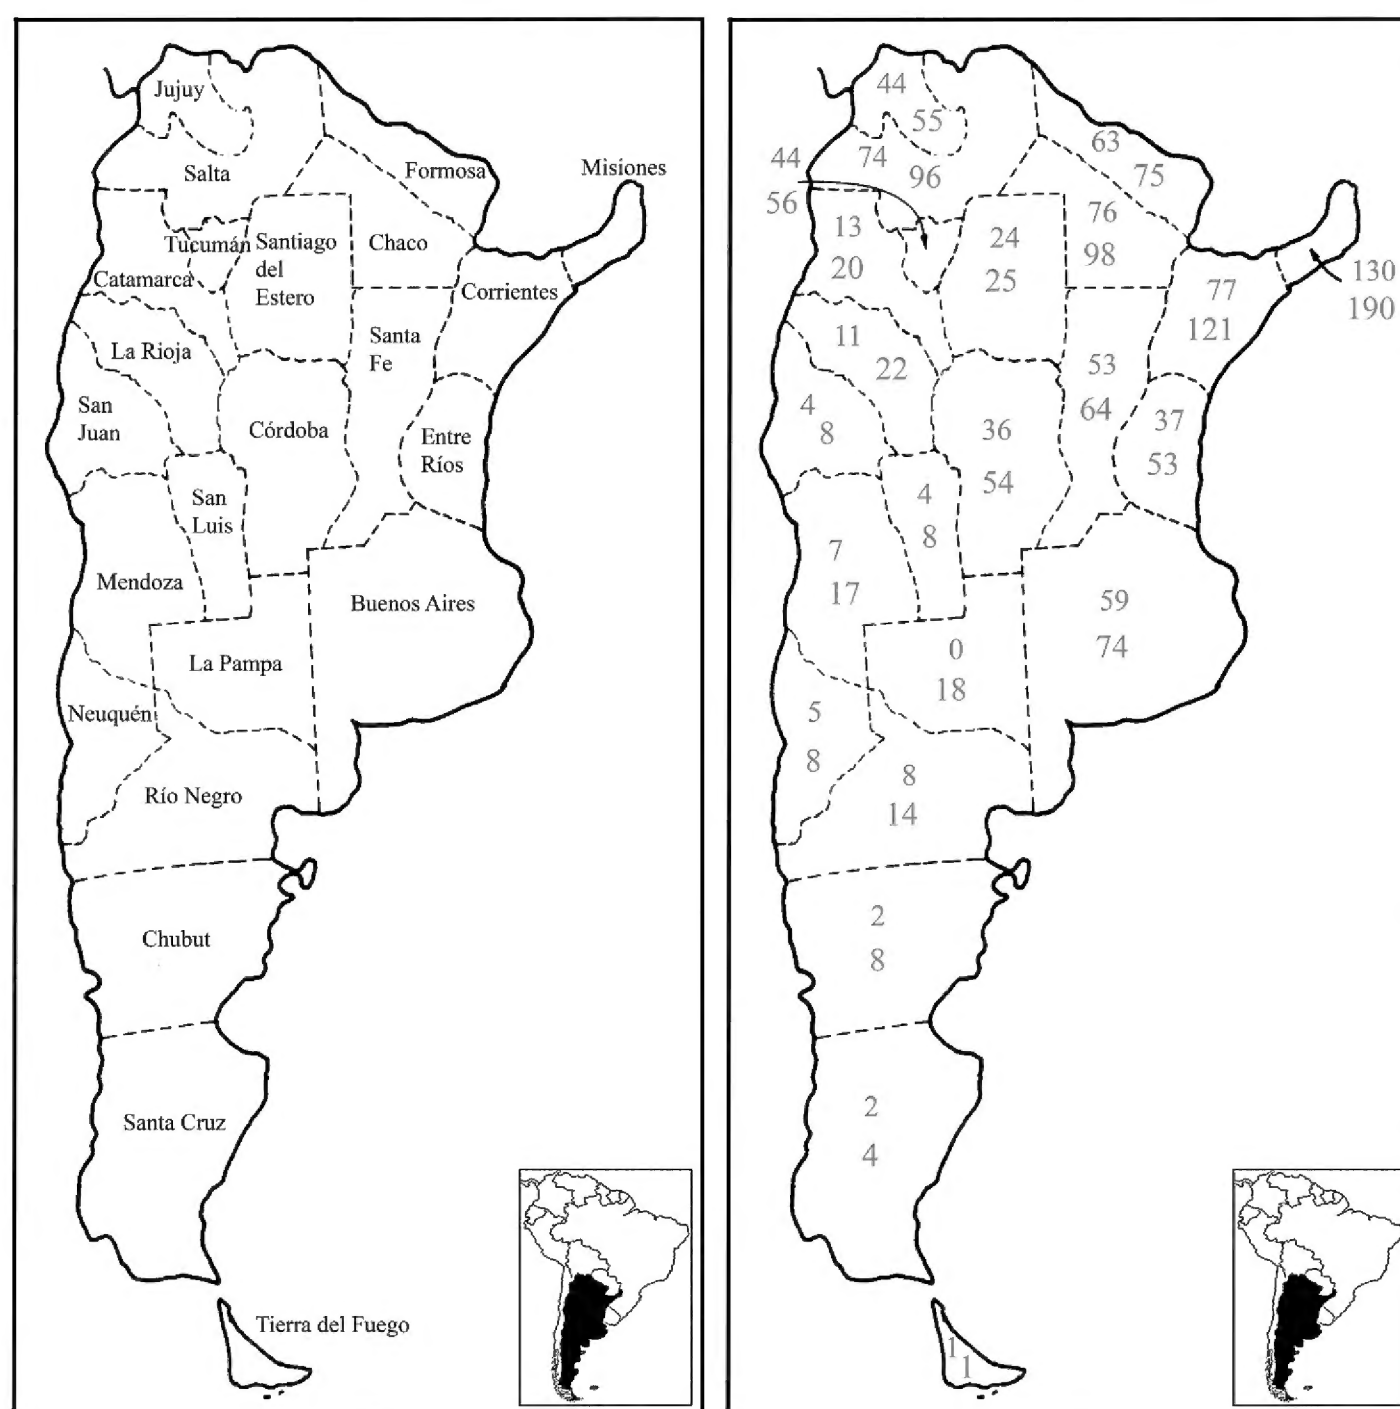 Jujuy
Salta
Formosa
Misiones
Tucumán
Santiago
del
Estero
Chaco
Catamarca
Corrientes
La Rioja
Santa
Fe
San
Juan
Córdoba
Entre
Ríos
San
Luis
Mendoza
Buenos Aires
La Pampa
Neuquén
Río Negro
Chubut
Santa Cruz
Tierra del Fuego
44
55
63
75
44
56
74
96
76
98
13
20
24
25
130
190
77
121
11
22
53
64
4
8
36
54
37
53
4
8
7
17
59
74
0
18
5
8
8
14
2
8
2
4
1
1